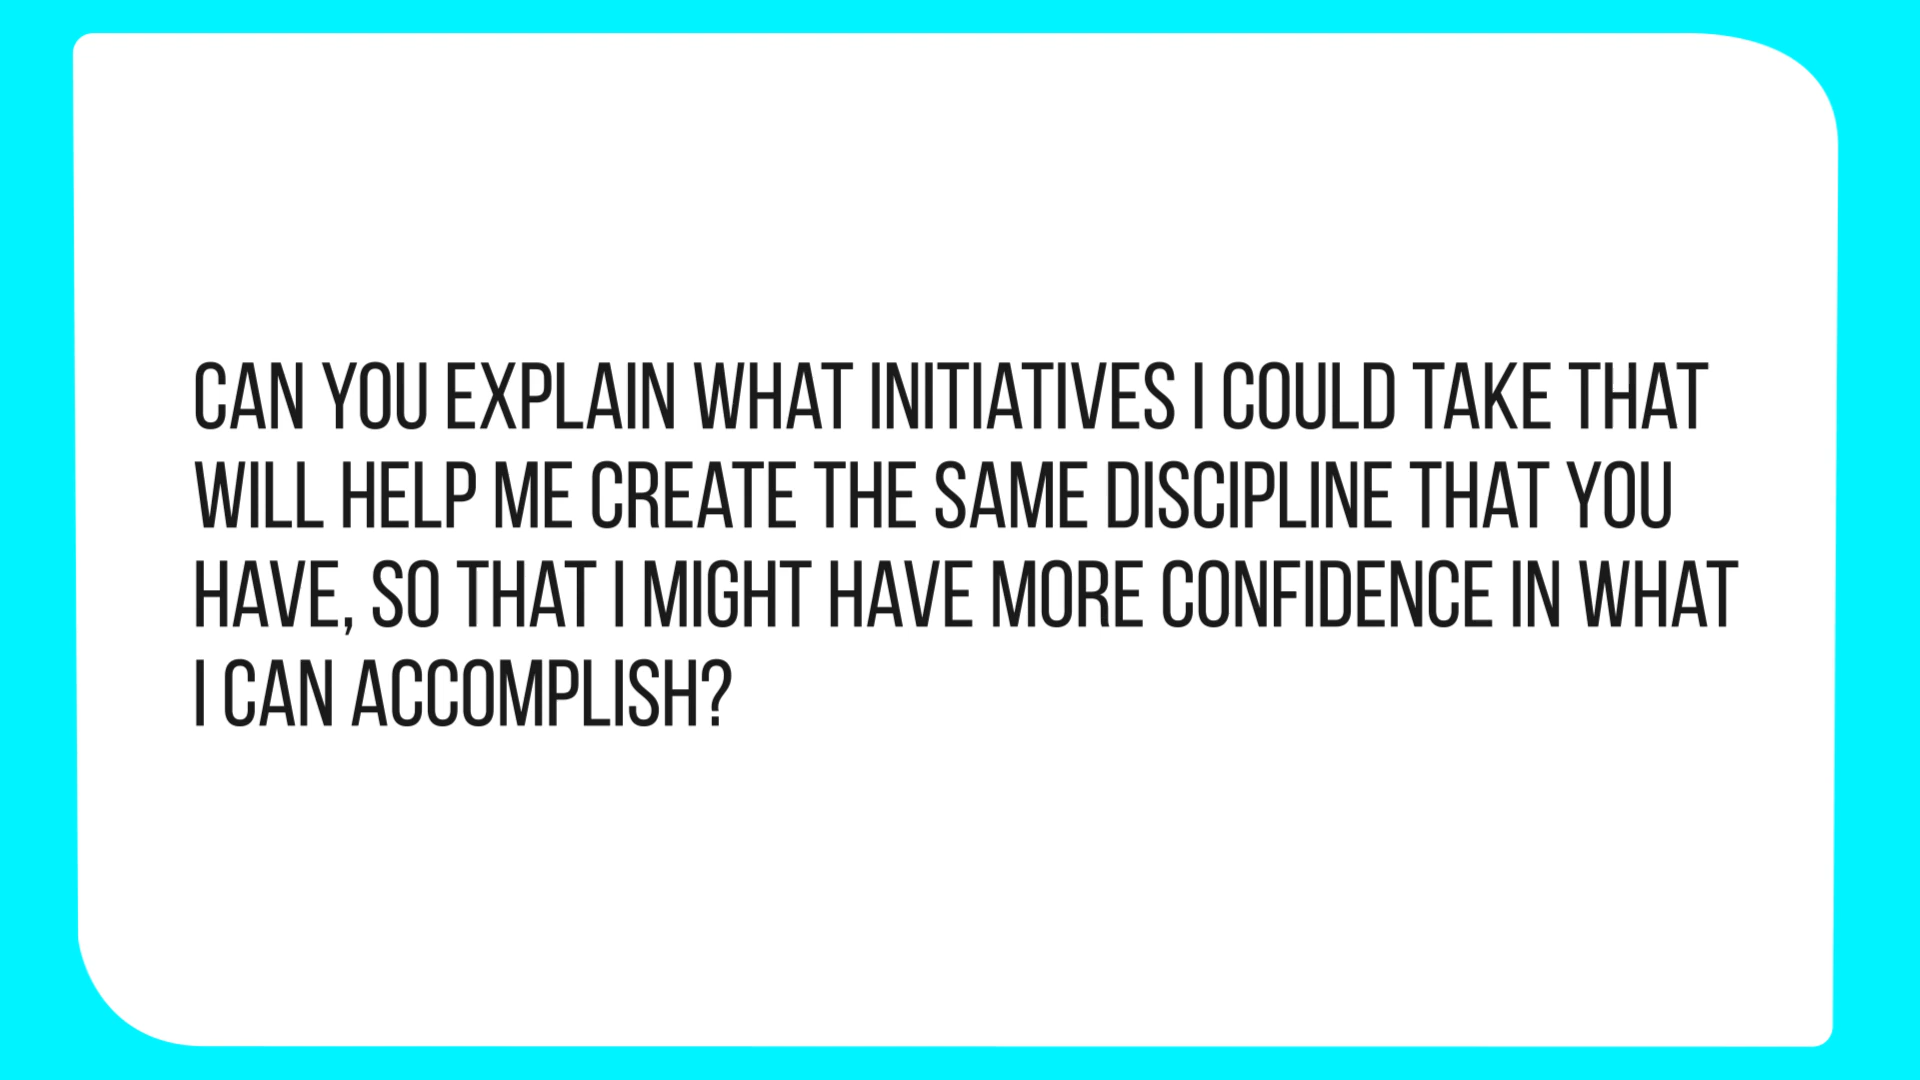 CAN YOU EXPLAIN WHAT INITIATIVES I COULD TAKE THAT
WILL HELP ME CREATE THE SAME DISCIPLINE THAT YOU
HAVE, SO THAT I MIGHT HAVE MORE CONFIDENCE IN WHAT
I CAN ACCOMPLISH?